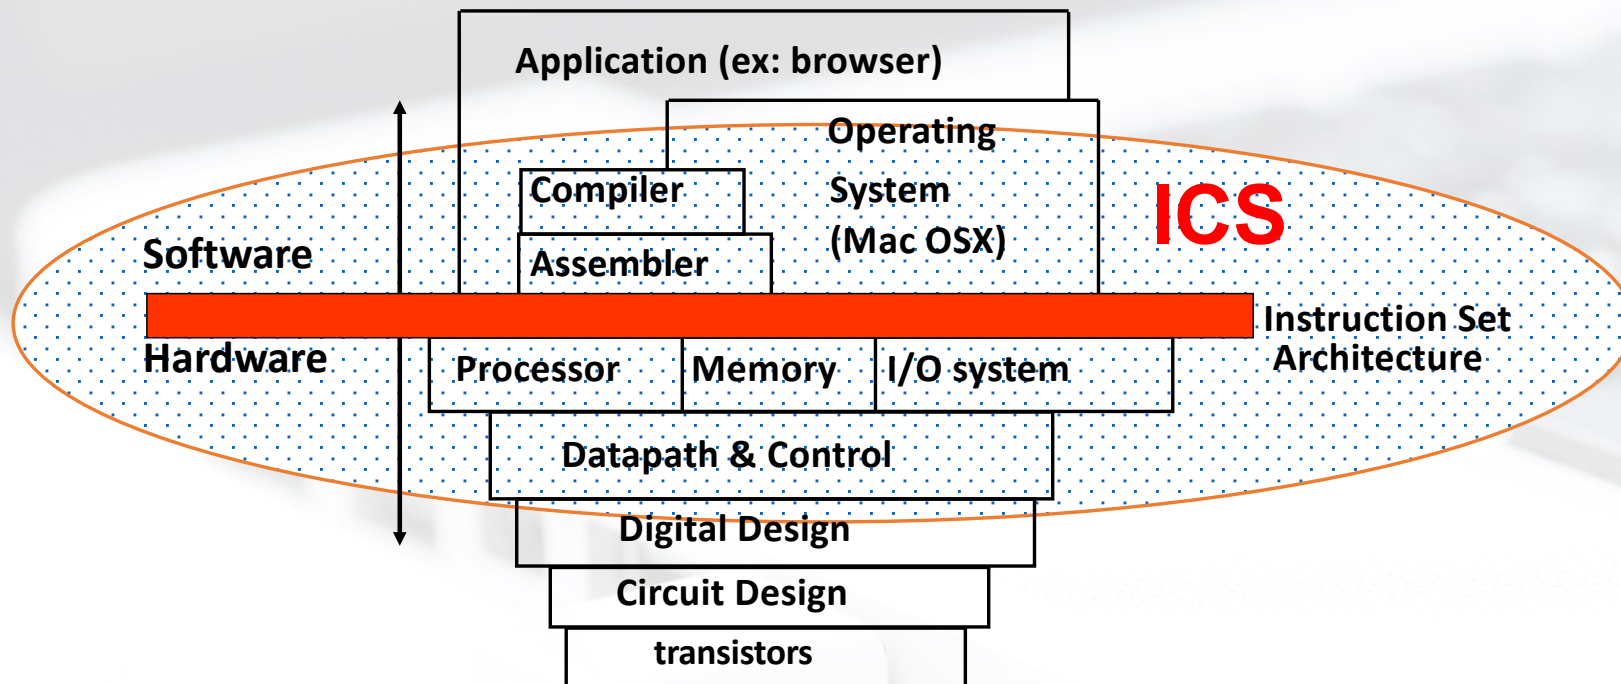 Application (ex: browser)
Operating
Compiler
System
ICS
(Mac OSX)
Software
Assembler
Instruction Set
Architecture
Hardware
Processor
Memory
I/O system
Datapath & Control
Digital Design
Circuit Design
transistors